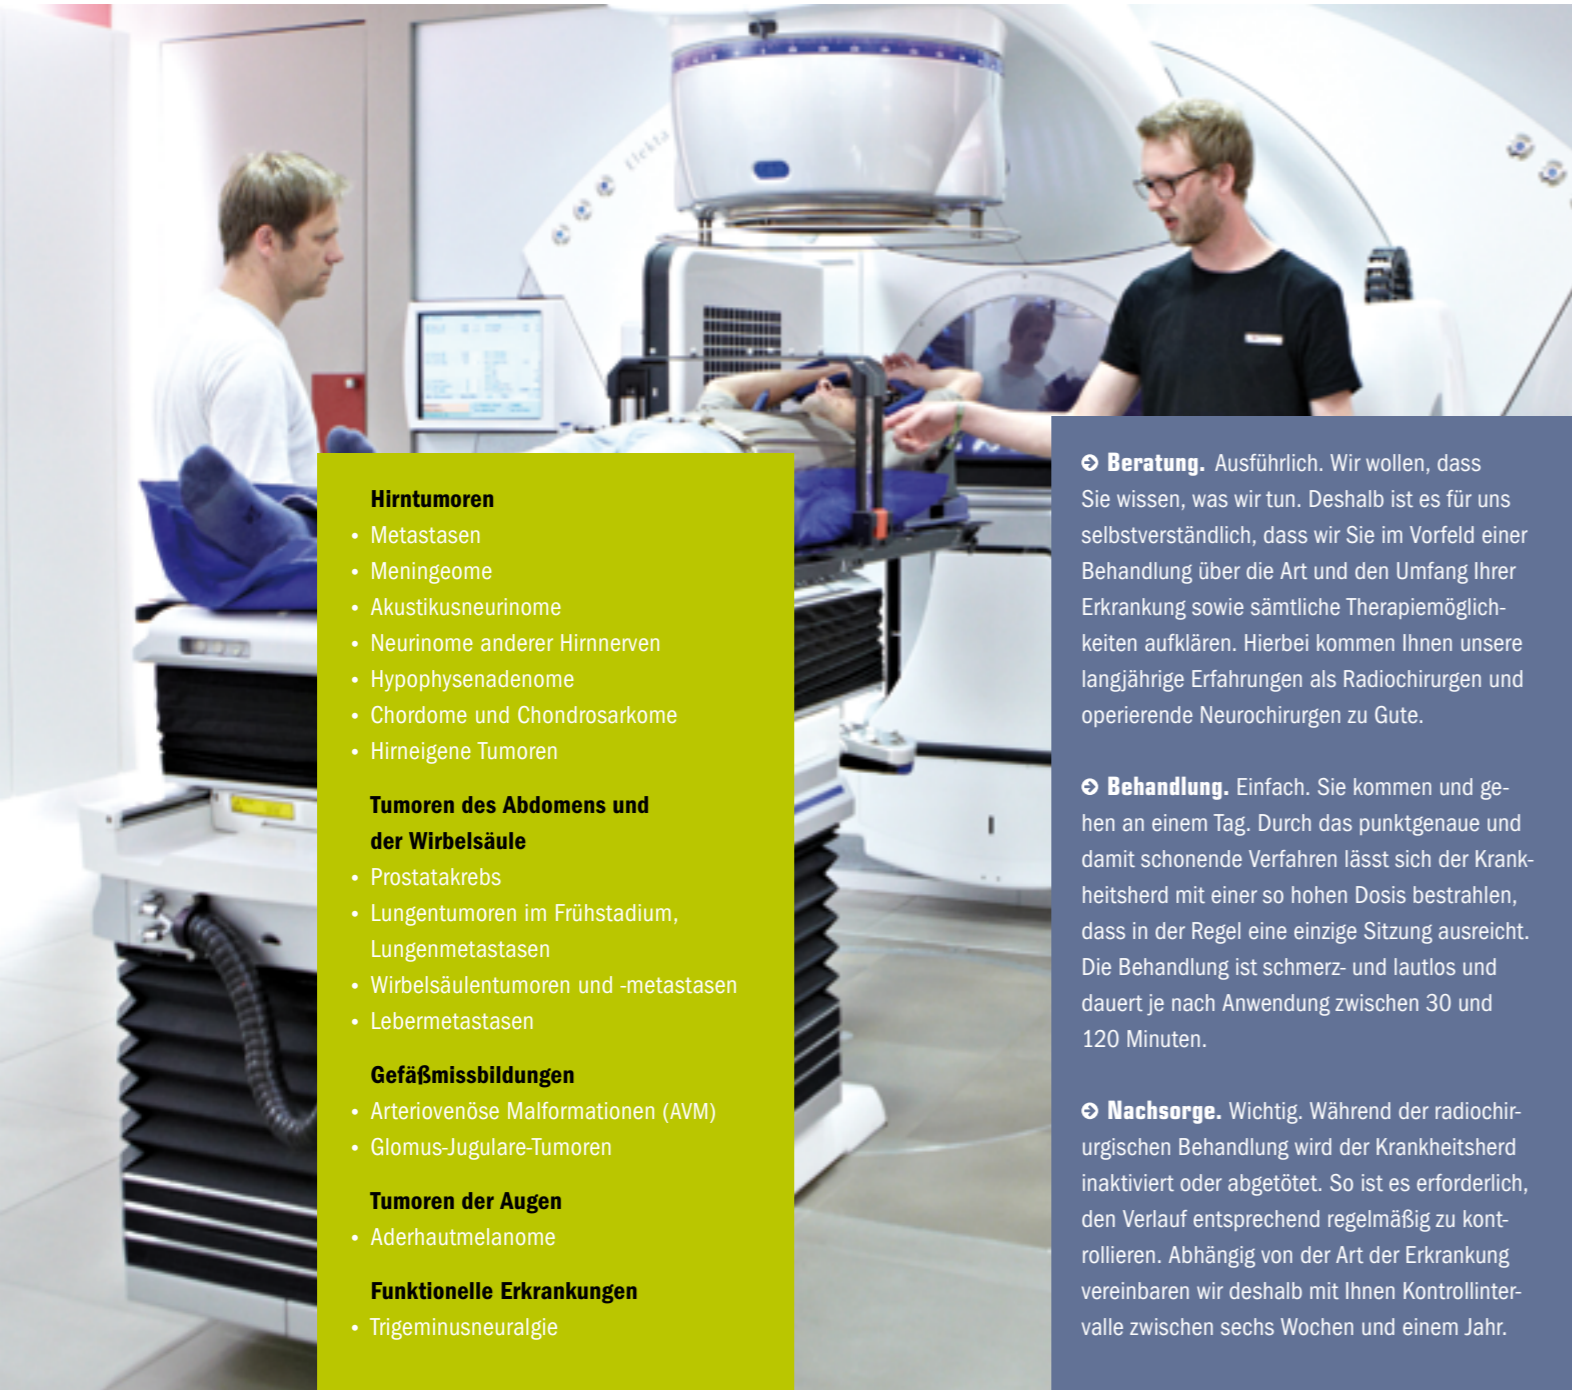 Elekta
Hirntumoren
• Metastasen
• Meningeome
• Akustikusneurinome
• Neurinome anderer Hirnnerven
• Hypophysenadenome
• Chordome und Chondrosarkome
• Hirneigene Tumoren
Tumoren des Abdomens und
der Wirbelsäule
• Prostatakrebs
• Lungentumoren im Frühstadium,
Lungenmetastasen
• Wirbelsäulentumoren und -metastasen
• Lebermetastasen
Gefäßmissbildungen
• Arteriovenöse Malformationen (AVM)
• Glomus-Jugulare-Tumoren
Tumoren der Augen
• Aderhautmelanome
Funktionelle Erkrankungen
• Trigeminusneuralgie
Beratung. Ausführlich. Wir wollen, dass
Sie wissen, was wir tun. Deshalb ist es für uns
selbstverständlich, dass wir Sie im Vorfeld einer
Behandlung über die Art und den Umfang Ihrer
Erkrankung sowie sämtliche Therapiemöglich-
keiten aufklären. Hierbei kommen Ihnen unsere
langjährige Erfahrungen als Radiochirurgen und
operierende Neurochirurgen zu Gute.
Behandlung. Einfach. Sie kommen und ge-
hen an einem Tag. Durch das punktgenaue und
damit schonende Verfahren lässt sich der Krank-
heitsherd mit einer so hohen Dosis bestrahlen,
dass in der Regel eine einzige Sitzung ausreicht.
Die Behandlung ist schmerz- und lautlos und
dauert je nach Anwendung zwischen 30 und
120 Minuten.
Nachsorge. Wichtig. Während der radiochir-
urgischen Behandlung wird der Krankheitsherd
inaktiviert oder abgetötet. So ist es erforderlich,
den Verlauf entsprechend regelmäßig zu kont-
rollieren. Abhängig von der Art der Erkrankung
vereinbaren wir deshalb mit Ihnen Kontrollinter-
valle zwischen sechs Wochen und einem Jahr.